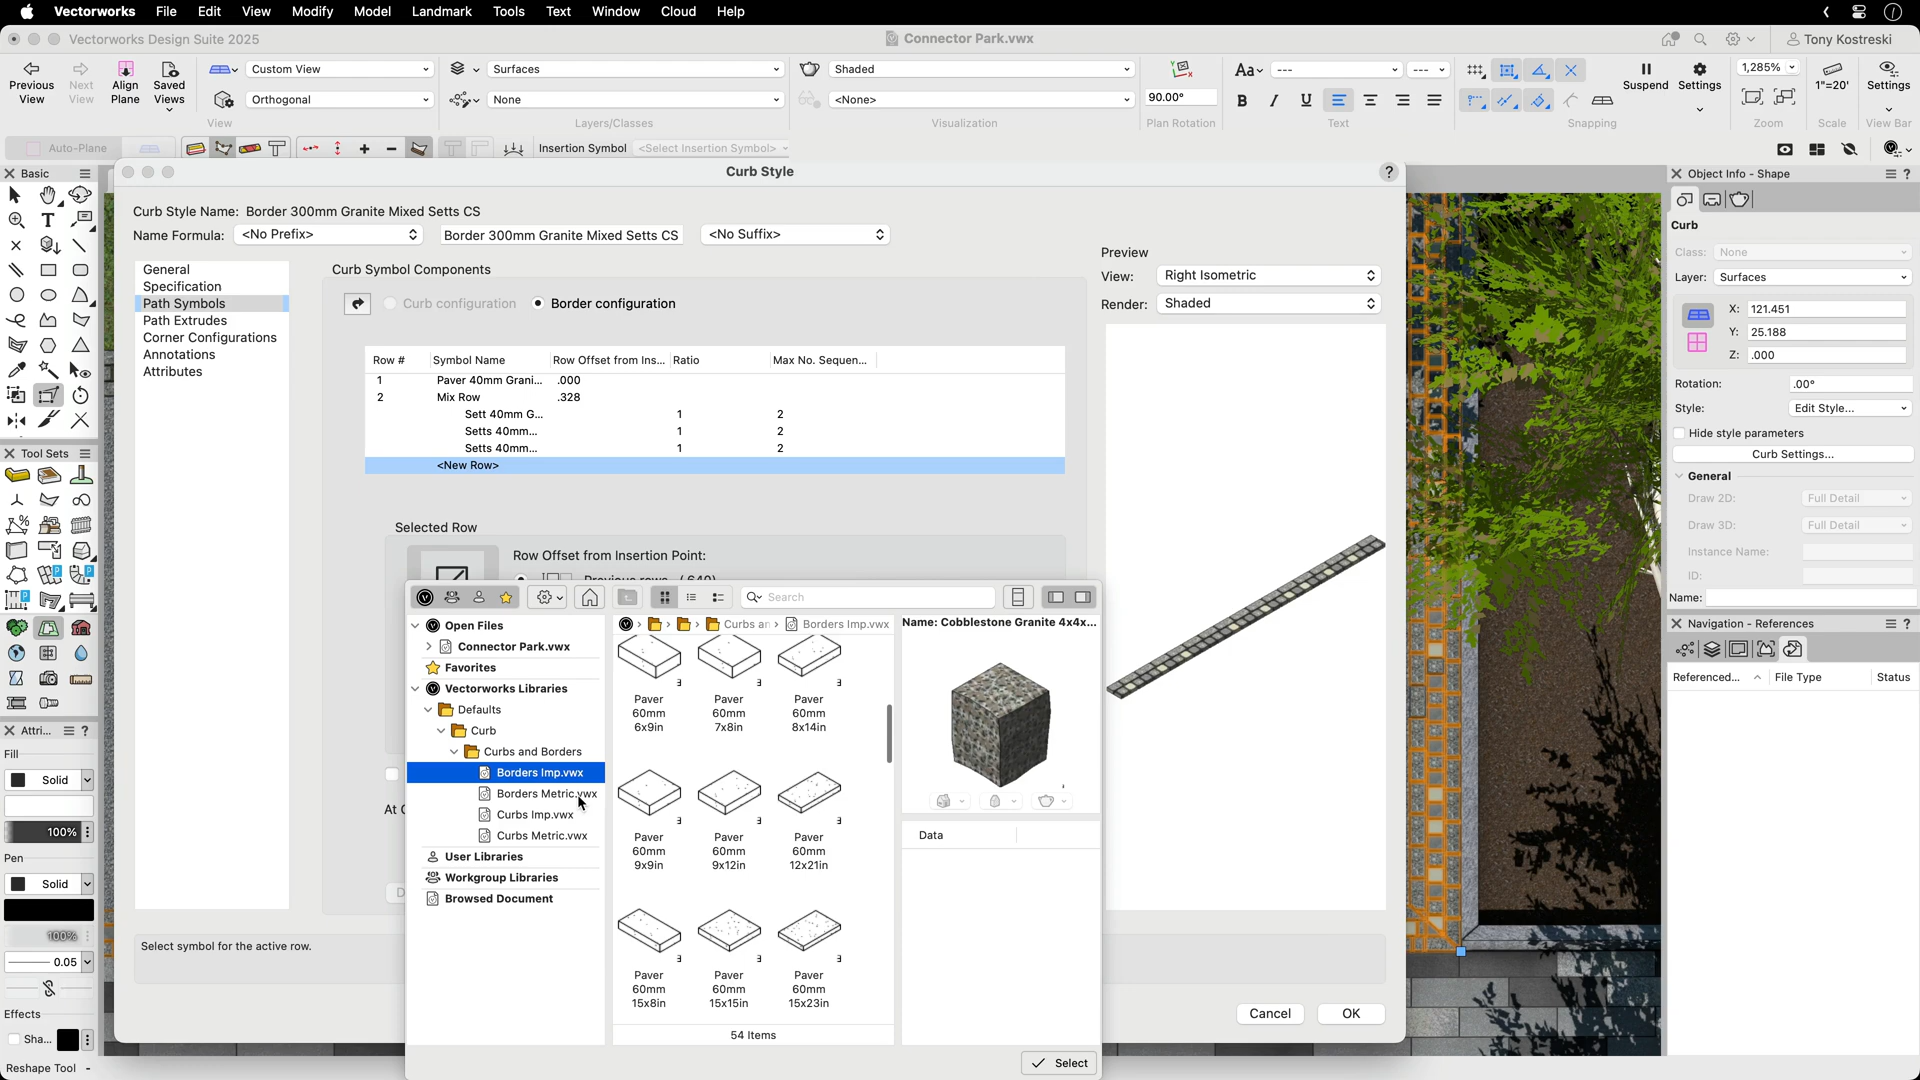 Vectorworks File Edit View Modify Model Landmark Tools Text Window Cloud Help
Vectorworks Design Suite 2025
Connector Park.vwx
Tony Kostreski
Previous View
Next View
Align Plane
Saved Views
Custom View
Orthogonal
View
Surfaces
None
Layers/Classes
Shaded
<None>
Visualization
90.00°
Plan Rotation
Aa
---
---
B I U
Text
Snapping
Suspend
Settings
1,285%
Zoom
1"=20'
Scale
Settings
View Bar
Auto-Plane
Insertion Symbol
<Select Insertion Symbol>
Basic
Tool Sets
Attri... ?
Fill
Solid
100%
Pen
Solid
100%
0.05
Effects
Sha...
Reshape Tool -
Curb Style
?
Curb Style Name: Border 300mm Granite Mixed Setts CS
Name Formula: <No Prefix> Border 300mm Granite Mixed Setts CS <No Suffix>
General
Specification
Path Symbols
Path Extrudes
Corner Configurations
Annotations
Attributes
Curb Symbol Components
Curb configuration
Border configuration
Row # Symbol Name Row Offset from Ins... Ratio Max No. Sequen...
1 Paver 40mm Grani... .000
2 Mix Row .328
Sett 40mm G... 1 2
Setts 40mm... 1 2
Setts 40mm... 1 2
<New Row>
Selected Row
Row Offset from Insertion Point:
Previous rows (.640)
Preview
View: Right Isometric
Render: Shaded
At C
D
Select symbol for the active row.
Cancel
OK
Search
Open Files
Connector Park.vwx
Favorites
Vectorworks Libraries
Defaults
Curb
Curbs and Borders
Borders Imp.vwx
Borders Metric.vwx
Curbs Imp.vwx
Curbs Metric.vwx
User Libraries
Workgroup Libraries
Browsed Document
Curbs an
Borders Imp.vwx
Paver 60mm 6x9in
Paver 60mm 7x8in
Paver 60mm 8x14in
Paver 60mm 9x9in
Paver 60mm 9x12in
Paver 60mm 12x21in
Paver 60mm 15x8in
Paver 60mm 15x15in
Paver 60mm 15x23in
54 Items
Name: Cobblestone Granite 4x4x...
Data
Select
Object Info - Shape
?
Curb
Class: None
Layer: Surfaces
X: 121.451
Y: 25.188
Z: .000
Rotation: .00°
Style: Edit Style...
Hide style parameters
Curb Settings...
General
Draw 2D: Full Detail
Draw 3D: Full Detail
Instance Name:
ID:
Name:
Navigation - References
?
Referenced... File Type Status